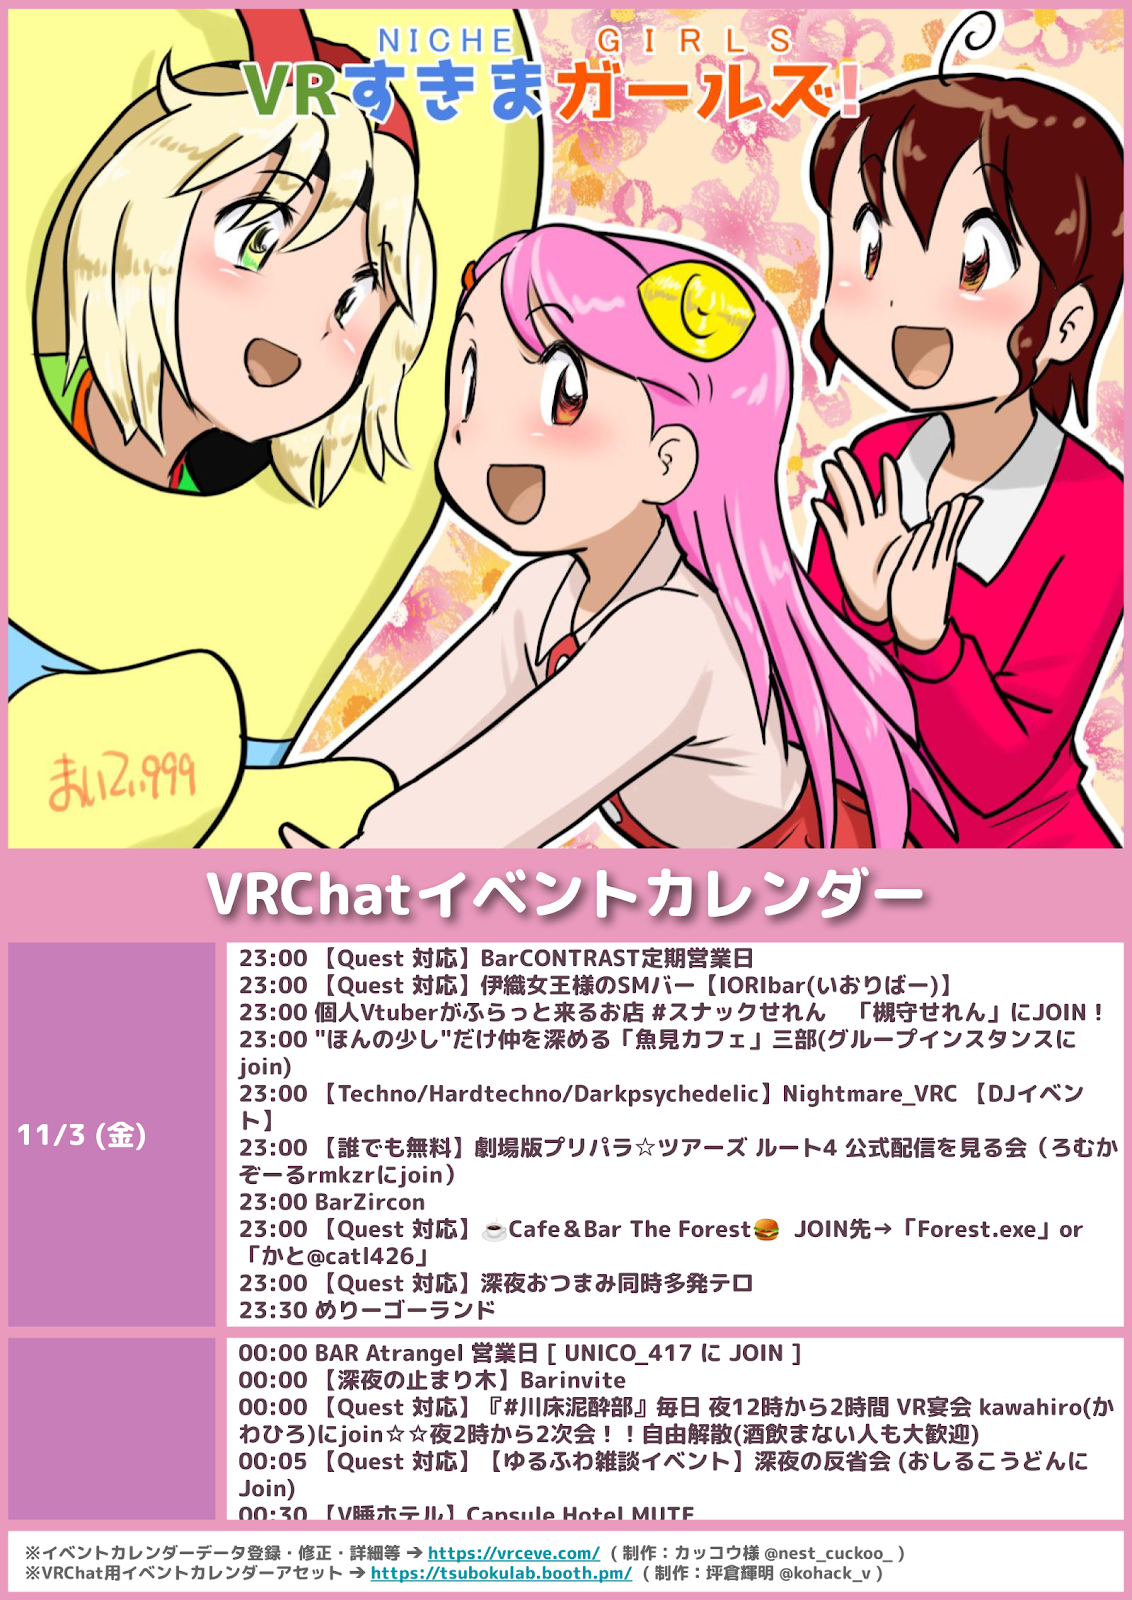 NICHE GIRLS
VRすきまガールズ!
まいてぃ999
VRChatイベントカレンダー
11/3 (金)
23:00 【Quest 対応】BarCONTRAST定期営業日
23:00 【Quest 対応】伊織女王様のSMバー【IORIbar(いおりばー)】
23:00 個人Vtuberがふらっと来るお店 #スナックせれん　「槻守せれん」にJOIN！
23:00 "ほんの少し"だけ仲を深める「魚見カフェ」三部(グループインスタンスに
join)
23:00 【Techno/Hardtechno/Darkpsychedelic】Nightmare_VRC 【DJイベン
ト】
23:00 【誰でも無料】劇場版プリパラ☆ツアーズ ルート4 公式配信を見る会（ろむか
ぞーるrmkzrにjoin）
23:00 BarZircon
23:00 【Quest 対応】☕Cafe＆Bar The Forest🍔 JOIN先→「Forest.exe」or
「かと@catl426」
23:00 【Quest 対応】深夜おつまみ同時多発テロ
23:30 めりーゴーランド
00:00 BAR Atrangel 営業日 [ UNICO_417 に JOIN ]
00:00 【深夜の止まり木】Barinvite
00:00 【Quest 対応】『#川床泥酔部』毎日 夜12時から2時間 VR宴会 kawahiro(か
わひろ)にjoin☆☆夜2時から2次会！！自由解散(酒飲まない人も大歓迎)
00:05 【Quest 対応】【ゆるふわ雑談イベント】深夜の反省会 (おしるこうどんに
Join)
00:30 【V睡ホテル】Capsule Hotel MUTE
※イベントカレンダーデータ登録・修正・詳細等 ➔ https://vrceve.com/ ( 制作：カッコウ様 @nest_cuckoo_ )
※VRChat用イベントカレンダーアセット ➔ https://tsubokulab.booth.pm/ ( 制作：坪倉輝明 @kohack_v )